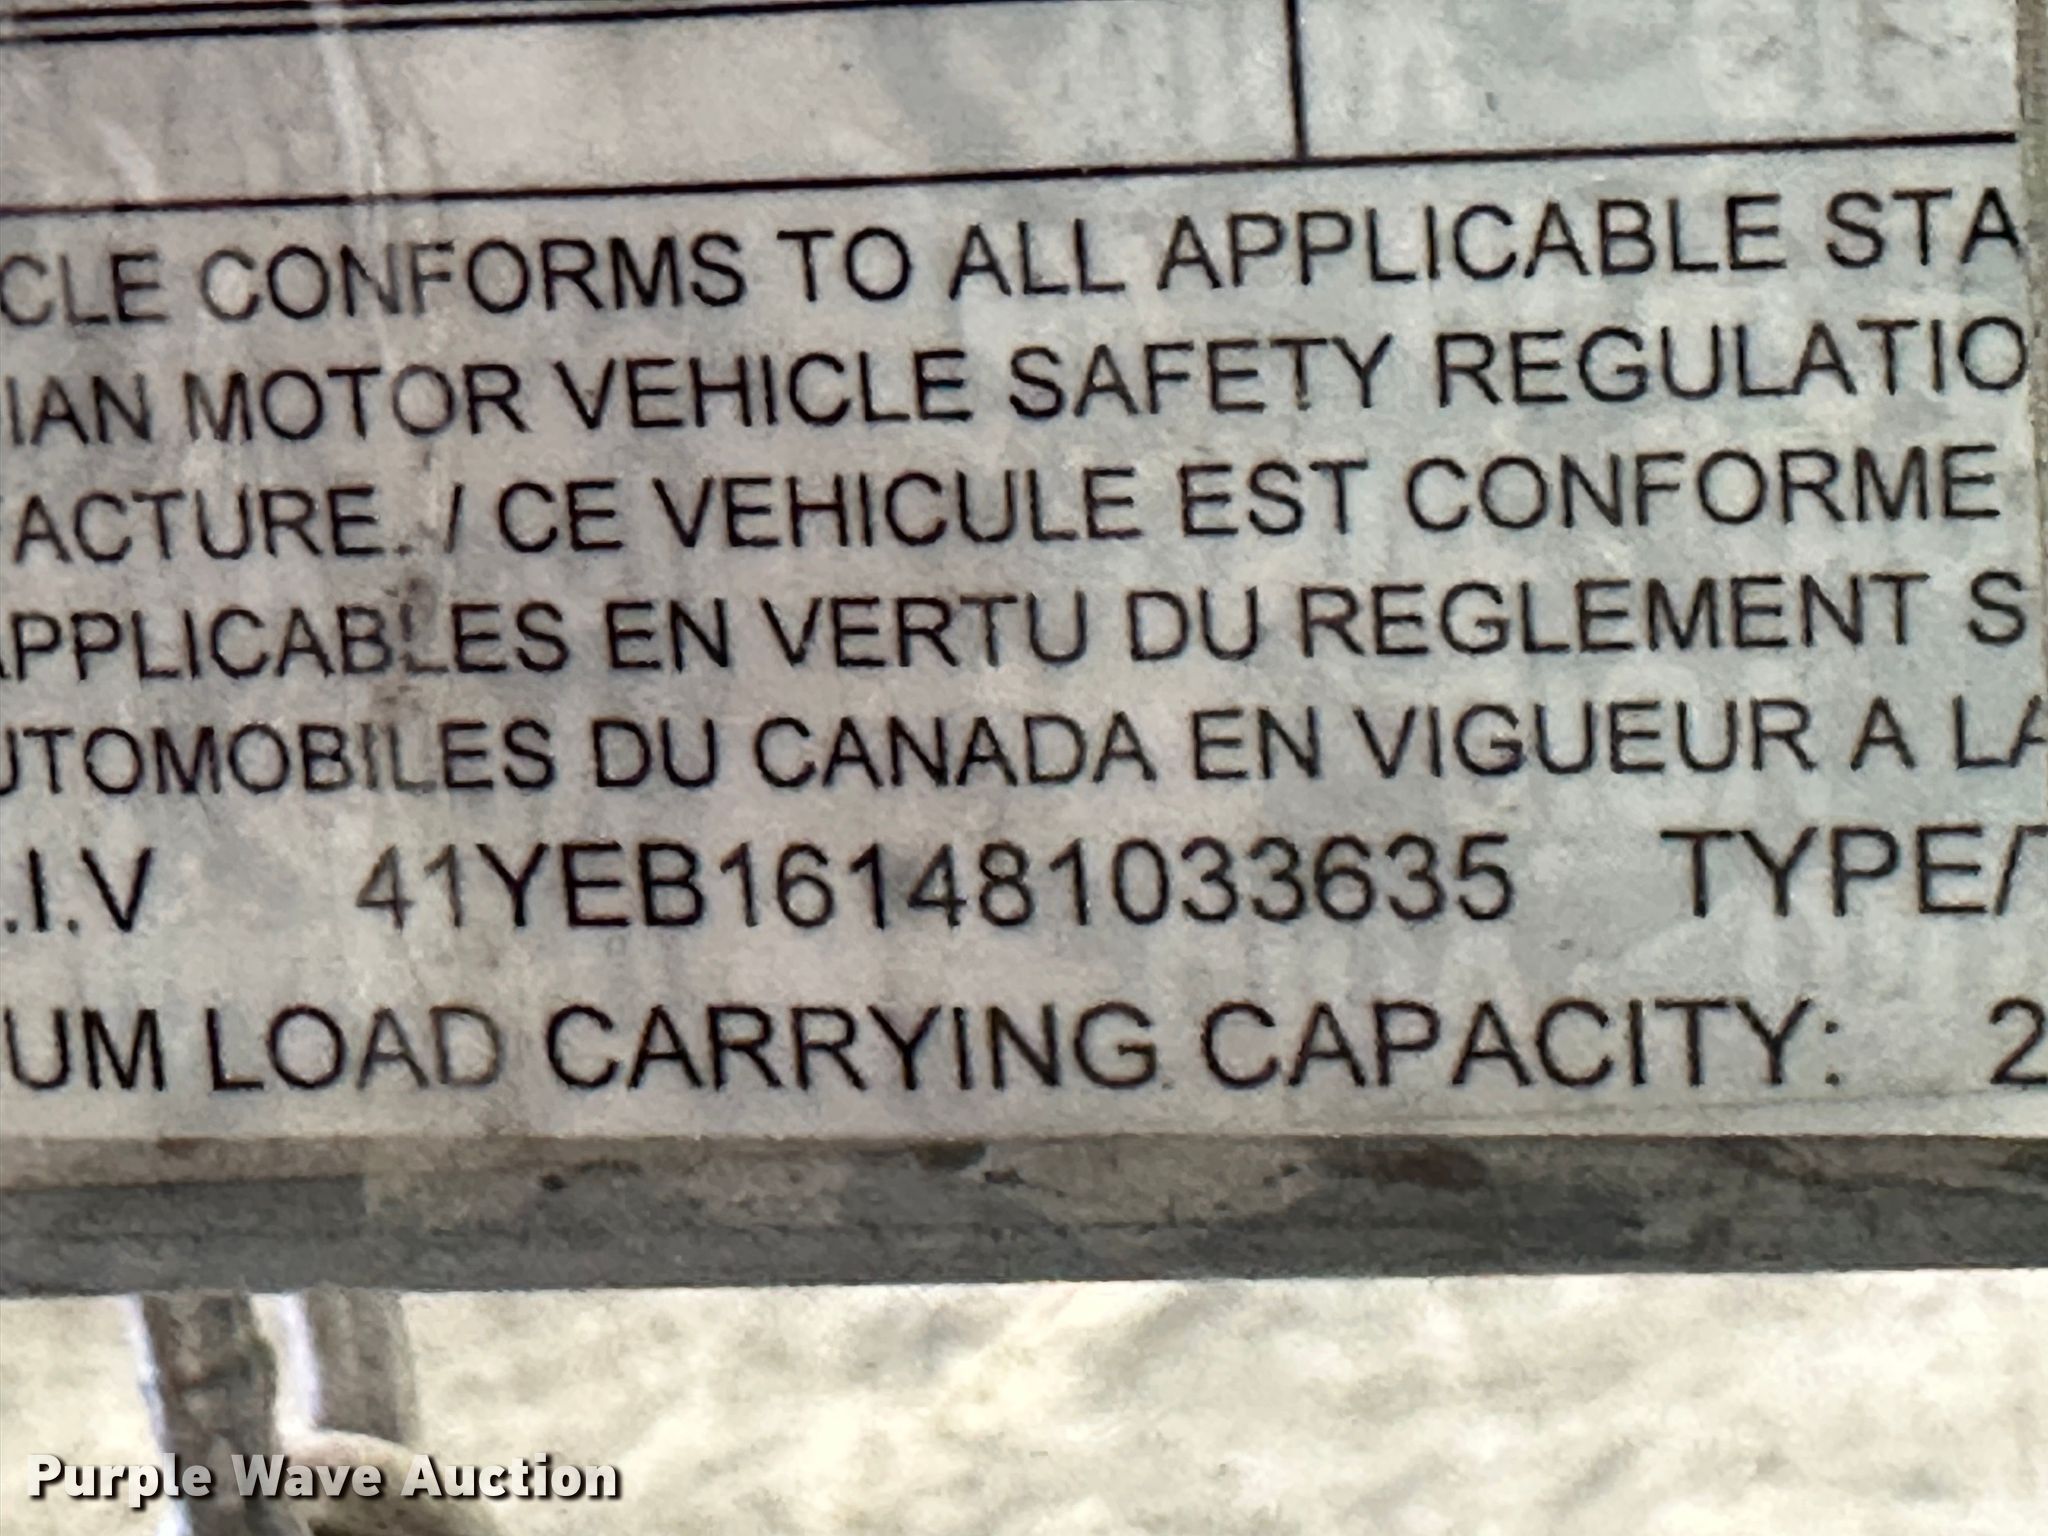 CLE CONFORMS TO ALL APPLICABLE STA
IAN MOTOR VEHICLE SAFETY REGULATIO
ACTURE. / CE VEHICULE EST CONFORME
APPLICABLES EN VERTU DU REGLEMENT S
UTOMOBILES DU CANADA EN VIGUEUR A LA
.I.V 41YEB161481033635 TYPE/T
UM LOAD CARRYING CAPACITY: 2
Purple Wave Auction